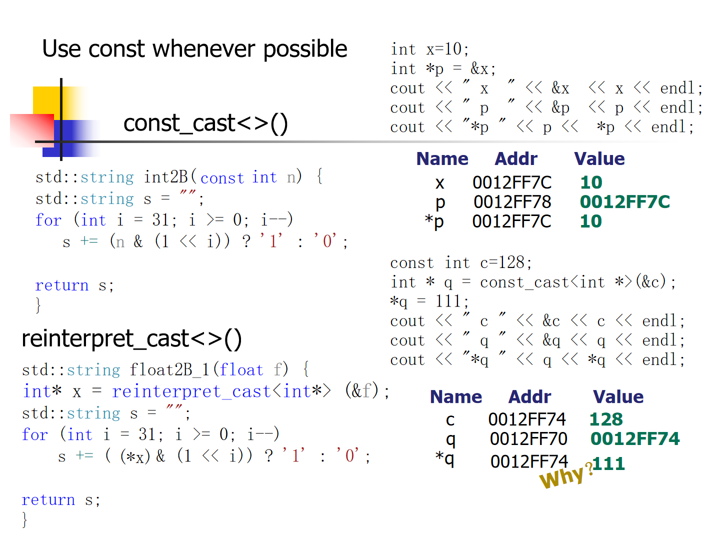 Use const whenever possible
const_cast<>()
std::string int2B(const int n) {
std::string s = "";
for (int i = 31; i >= 0; i--)
s += (n & (1 << i)) ? '1' : '0';
return s;
}
reinterpret_cast<>()
std::string float2B_1(float f) {
int* x = reinterpret_cast<int*> (&f);
std::string s = "";
for (int i = 31; i >= 0; i--)
s += ( (*x) & (1 << i)) ? '1' : '0';
return s;
}
int x=10;
int *p = &x;
cout << " x " << &x << x << endl;
cout << " p " << &p << p << endl;
cout << "*p " << p << *p << endl;
Name Addr Value
x 0012FF7C 10
p 0012FF78 0012FF7C
*p 0012FF7C 10
const int c=128;
int * q = const_cast<int *>(&c);
*q = 111;
cout << " c " << &c << c << endl;
cout << " q " << &q << q << endl;
cout << "*q " << q << *q << endl;
Name Addr Value
c 0012FF74 128
q 0012FF70 0012FF74
*q 0012FF74 111
Why?